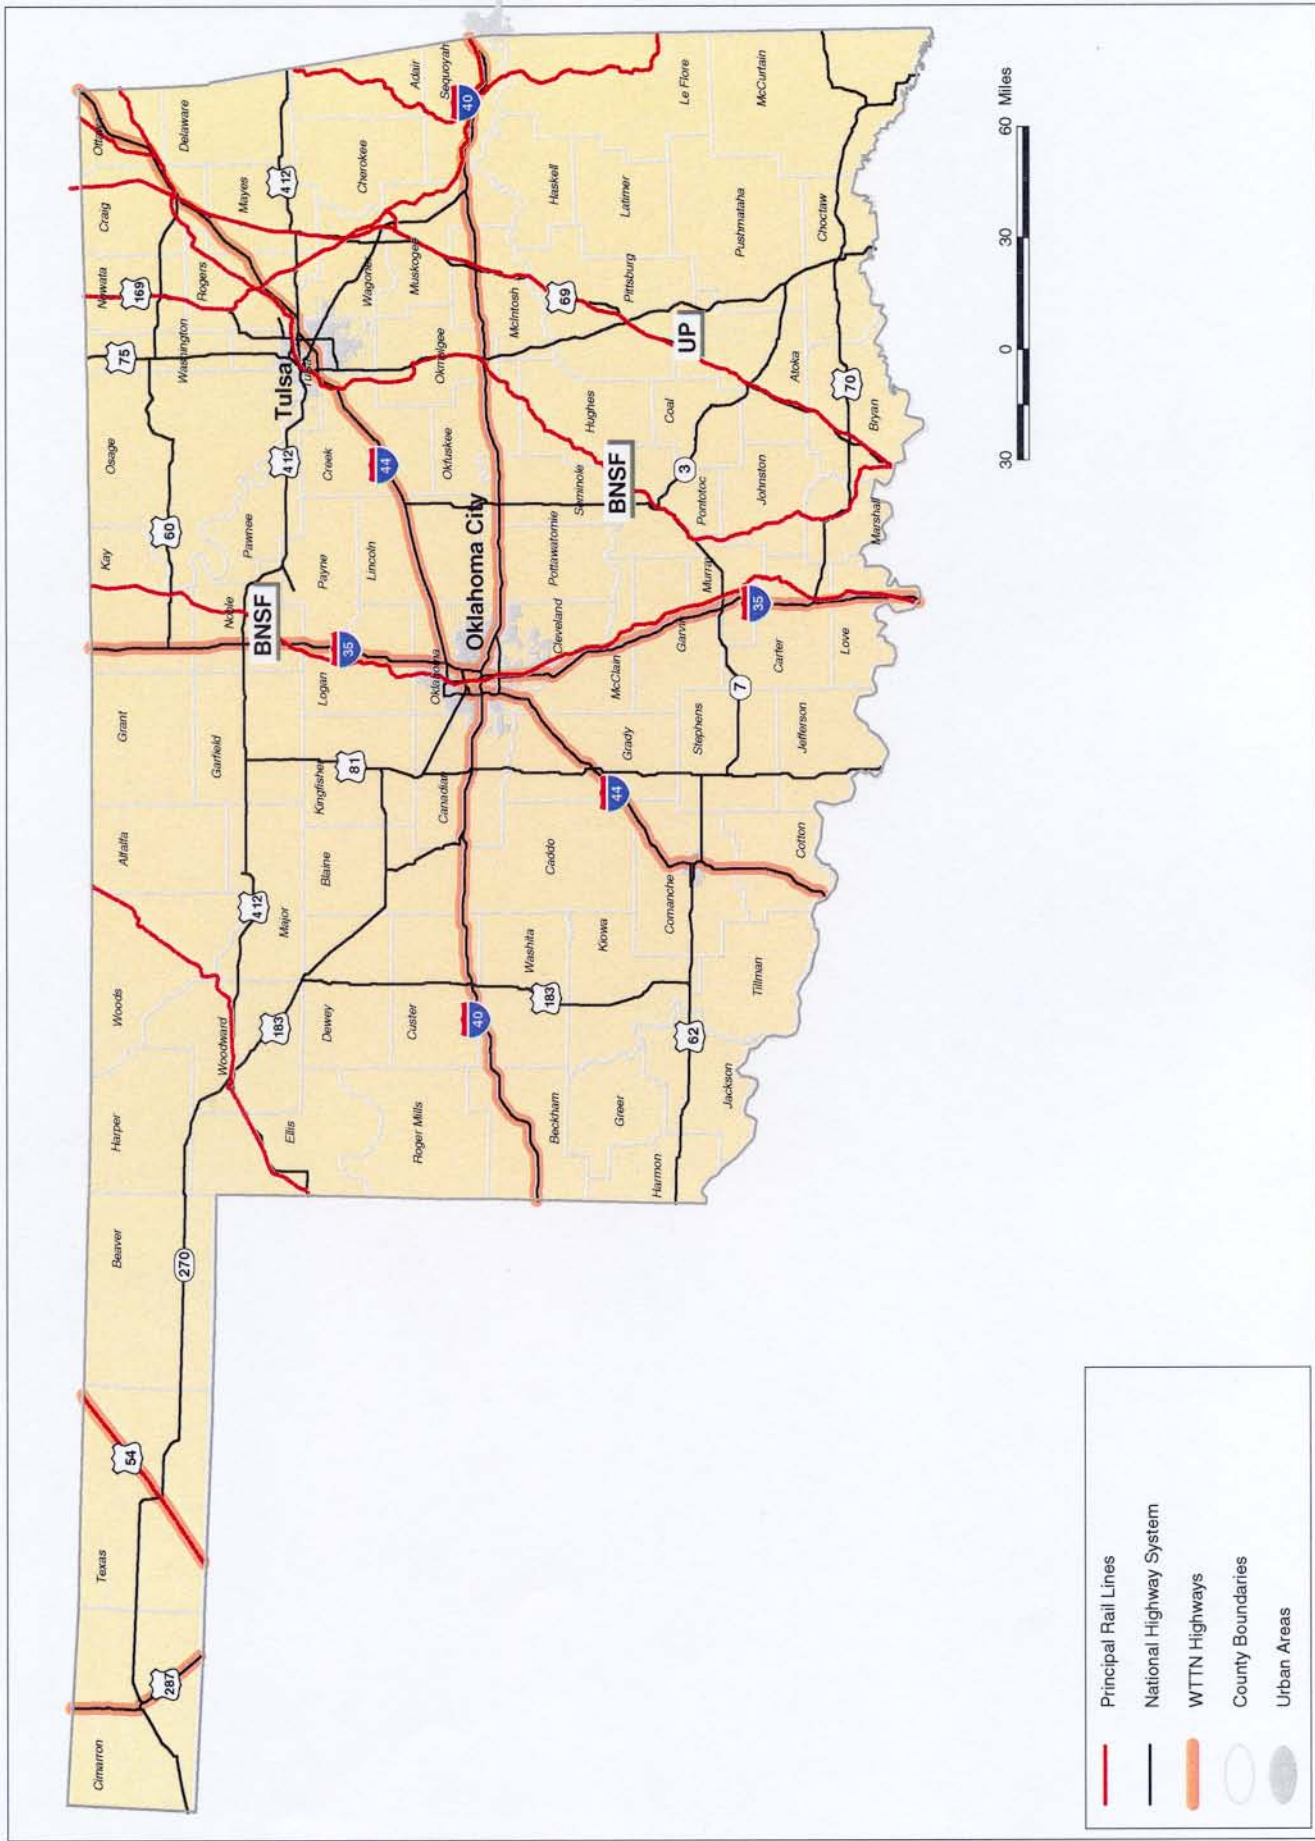 Cimarron
Texas
Beaver
Harper
Woods
Alfalfa
Grant
Kay
Osage
Nowata
Craig
Ottawa
287
54
270
60
75
169
Washington
Rogers
Delaware
Mayes
Woodward
412
Garfield
Noble
Pawnee
412
412
Ellis
183
Major
BNSF
Tulsa
Tulsa
Dewey
Blaine
Kingfisher
81
Logan
35
Payne
Lincoln
Creek
44
Wagoner
Cherokee
Adair
Roger Mills
Custer
Canadian
Oklahoma
Okfuskee
Okmulgee
Muskogee
Sequoyah
40
40
Oklahoma City
Beckham
Washita
183
Caddo
Cleveland
Pottawatomie
Seminole
Hughes
McIntosh
69
Haskell
Greer
Kiowa
44
Grady
McClain
BNSF
Pittsburg
Latimer
Le Flore
Harmon
62
Comanche
Stephens
Garvin
Murray
Pontotoc
3
Coal
UP
Jackson
Tillman
7
35
Carter
Johnston
Atoka
Pushmataha
McCurtain
Cotton
Jefferson
Love
Marshall
Bryan
70
Choctaw
30
0
30
60 Miles
Principal Rail Lines
National Highway System
WTTN Highways
County Boundaries
Urban Areas